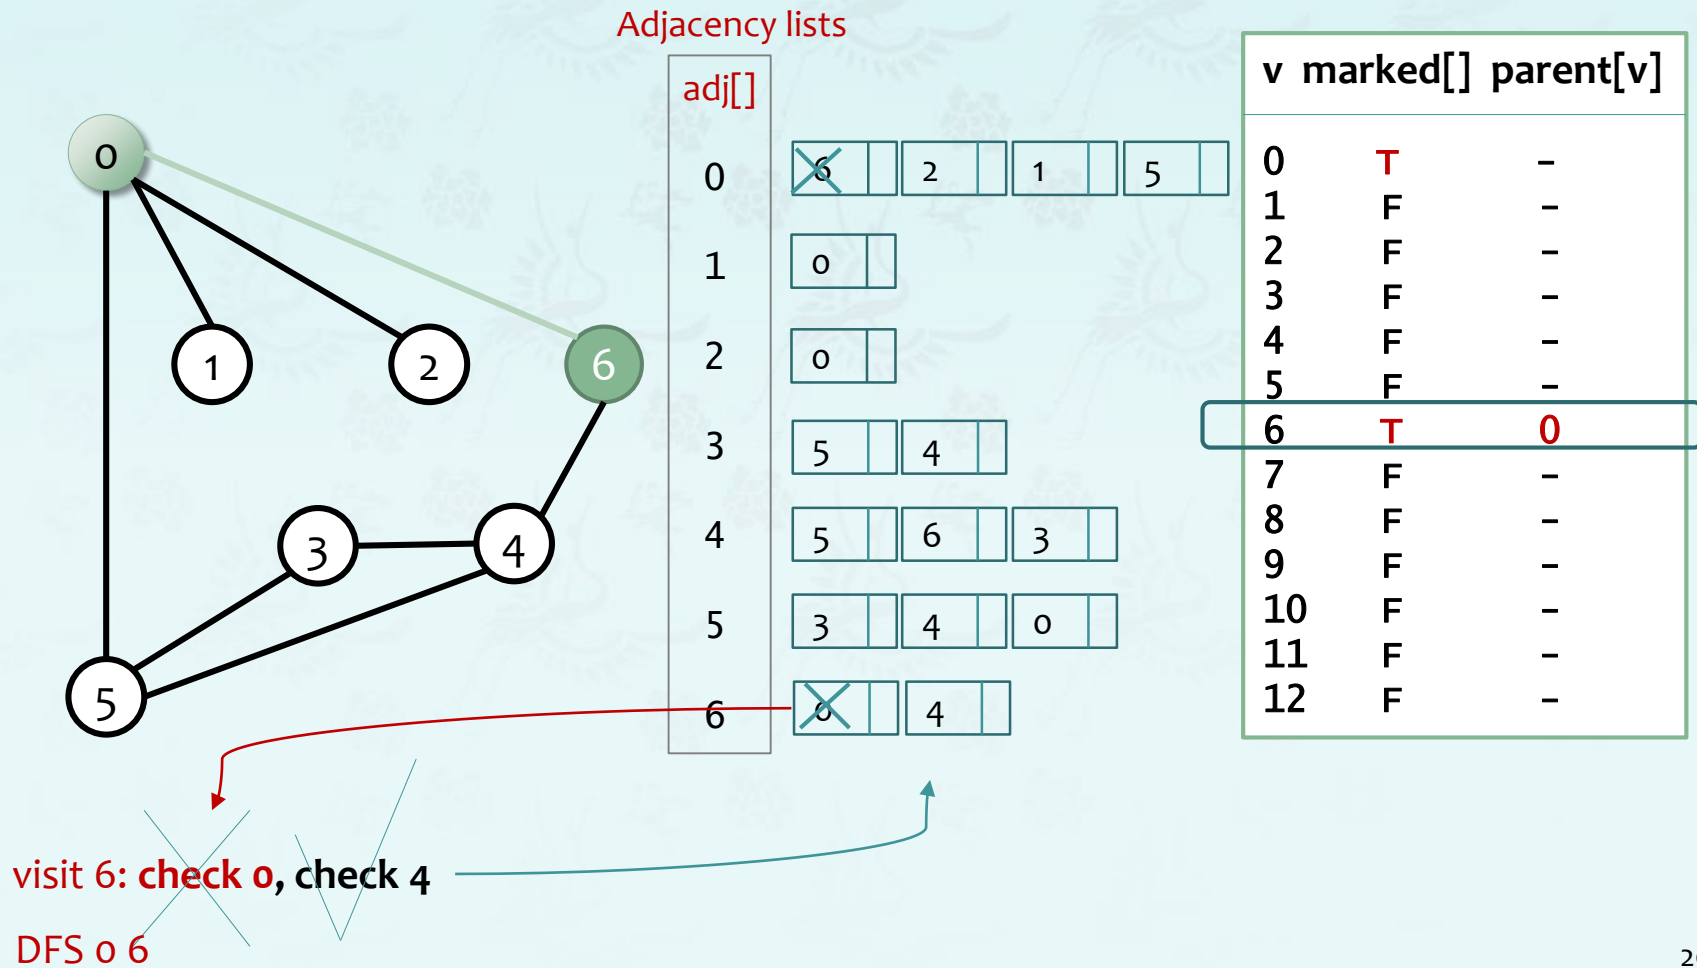 Adjacency lists
adj[]
0 6 2 1 5
1 0
2 0
3 5 4
4 5 6 3
5 3 4 0
6 0 4
0
1
2
6
3
4
5
v marked[] parent[v]
0 T –
1 F –
2 F –
3 F –
4 F –
5 F –
6 T 0
7 F –
8 F –
9 F –
10 F –
11 F –
12 F –
visit 6: check 0, check 4
DFS 0 6